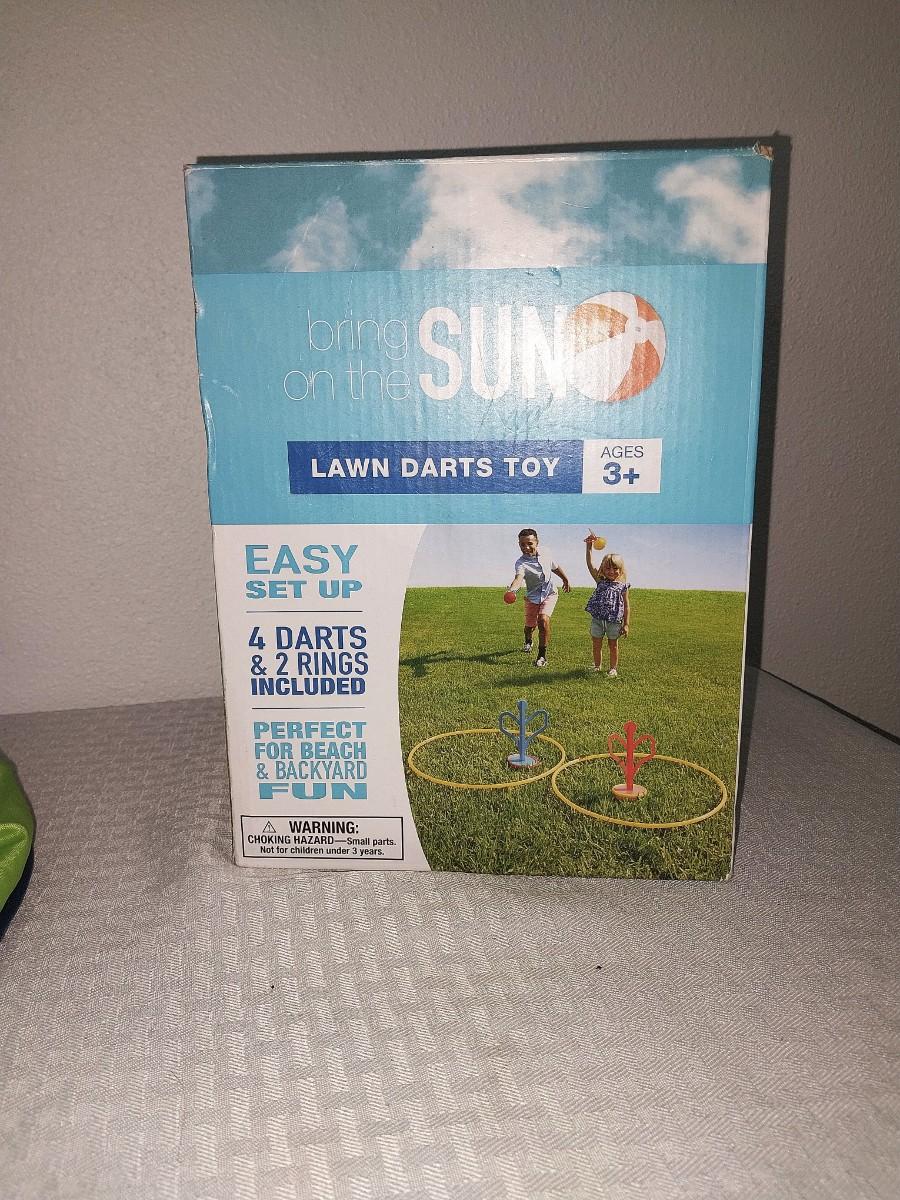 bring
on the SUN
LAWN DARTS TOY
AGES
3+
EASY
SET UP
4 DARTS
& 2 RINGS
INCLUDED
PERFECT
FOR BEACH
& BACKYARD
FUN
WARNING:
CHOKING HAZARD—Small parts.
Not for children under 3 years.